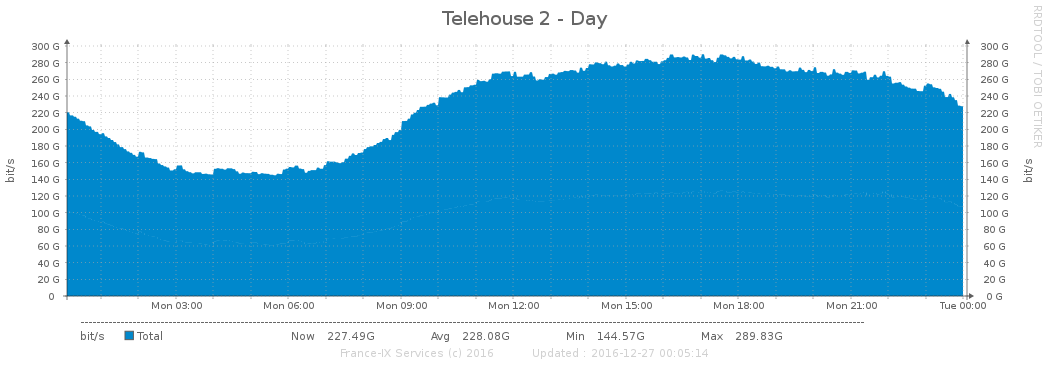 Telehouse 2 - Day
RRDTOOL / TOBI OETIKER
300 G 300 G
280 G 280 G
260 G 260 G
240 G 240 G
220 G 220 G
200 G 200 G
180 G 180 G
160 G 160 G
140 G 140 G
120 G 120 G
100 G 100 G
80 G 80 G
60 G 60 G
40 G 40 G
20 G 20 G
0 0 G
bit/s bit/s
Mon 03:00 Mon 06:00 Mon 09:00 Mon 12:00 Mon 15:00 Mon 18:00 Mon 21:00 Tue 00:00
bit/s Total Now 227.49G Avg 228.08G Min 144.57G Max 289.83G
France-IX Services (c) 2016 Updated : 2016-12-27 00:05:14